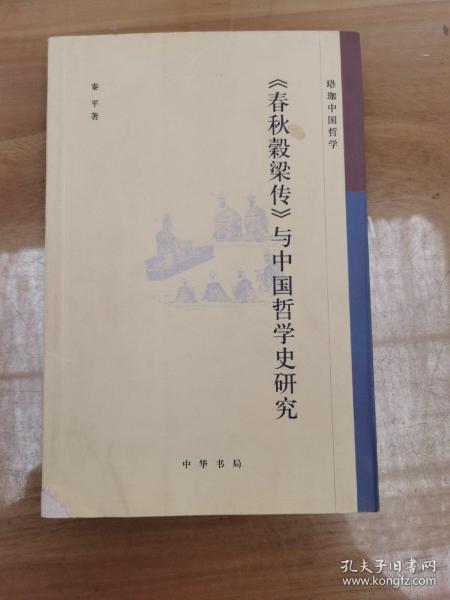 珞珈中国哲学
《春秋穀梁传》与中国哲学史研究
秦平著
中华书局
孔夫子旧书网
www.kongfz.com